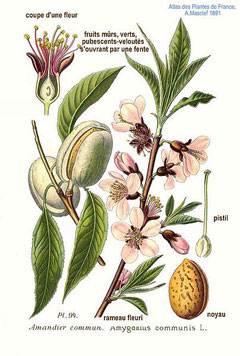 Atlas des Plantes de France,
A.Masclef 1891
coupe d'une fleur
fruits mûrs, verts,
pubescents-veloutés
s'ouvrant par une fente
pistil
Pl. 94.
rameau fleuri
noyau
Amandier commun. Amygdalus communis L.